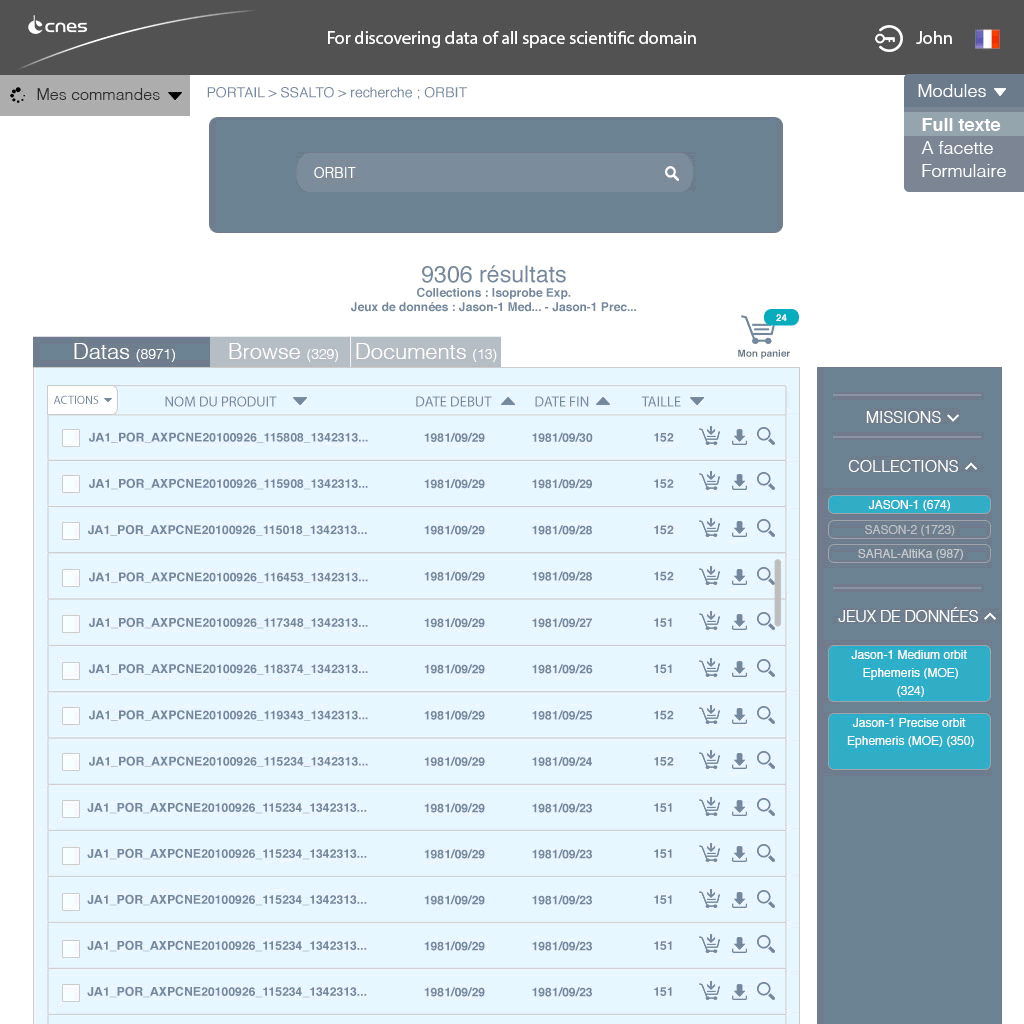 cnes
For discovering data of all space scientific domain
John
Mes commandes
PORTAIL > SSALTO > recherche ; ORBIT
Modules
Full texte
A facette
Formulaire
ORBIT
9306 résultats
Collections : Isoprobe Exp.
Jeux de données : Jason-1 Med... - Jason-1 Prec...
24
Mon panier
Datas (8971)
Browse (329)
Documents (13)
ACTIONS
NOM DU PRODUIT
DATE DEBUT
DATE FIN
TAILLE
JA1_POR_AXPCNE20100926_115808_1342313... 1981/09/29 1981/09/30 152
JA1_POR_AXPCNE20100926_115908_1342313... 1981/09/29 1981/09/29 152
JA1_POR_AXPCNE20100926_115018_1342313... 1981/09/29 1981/09/28 152
JA1_POR_AXPCNE20100926_116453_1342313... 1981/09/29 1981/09/28 152
JA1_POR_AXPCNE20100926_117348_1342313... 1981/09/29 1981/09/27 151
JA1_POR_AXPCNE20100926_118374_1342313... 1981/09/29 1981/09/26 151
JA1_POR_AXPCNE20100926_119343_1342313... 1981/09/29 1981/09/25 152
JA1_POR_AXPCNE20100926_115234_1342313... 1981/09/29 1981/09/24 152
JA1_POR_AXPCNE20100926_115234_1342313... 1981/09/29 1981/09/23 151
JA1_POR_AXPCNE20100926_115234_1342313... 1981/09/29 1981/09/23 151
JA1_POR_AXPCNE20100926_115234_1342313... 1981/09/29 1981/09/23 151
JA1_POR_AXPCNE20100926_115234_1342313... 1981/09/29 1981/09/23 151
JA1_POR_AXPCNE20100926_115234_1342313... 1981/09/29 1981/09/23 151
MISSIONS
COLLECTIONS
JASON-1 (674)
SASON-2 (1723)
SARAL-AltiKa (987)
JEUX DE DONNÉES
Jason-1 Medium orbit
Ephemeris (MOE)
(324)
Jason-1 Precise orbit
Ephemeris (MOE) (350)